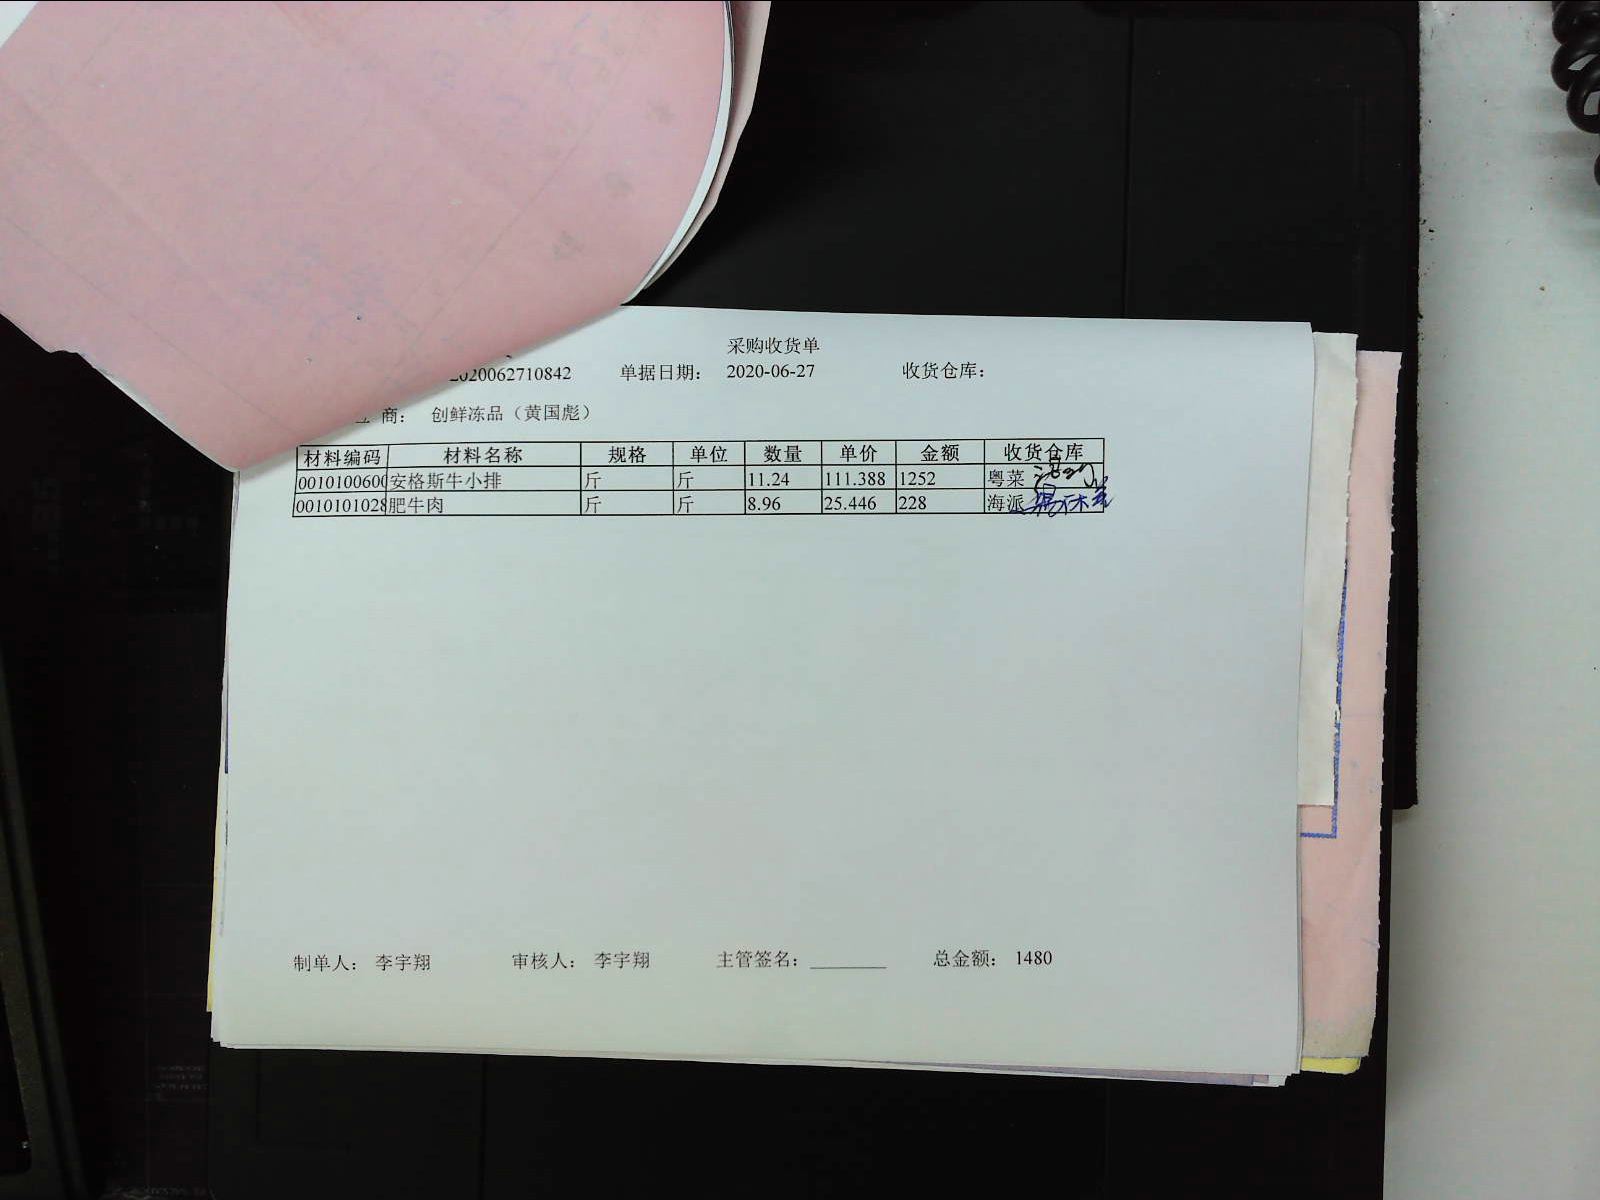 采购收货单
2020062710842 单据日期: 2020-06-27 收货仓库:
商: 创鲜冻品（黄国彪）
材料编码 材料名称 规格 单位 数量 单价 金额 收货仓库
0010100600 安格斯牛小排 斤 斤 11.24 111.388 1252 粤菜
0010101028 肥牛肉 斤 斤 8.96 25.446 228 海派
制单人: 李宇翔 审核人: 李宇翔 主管签名: 总金额: 1480